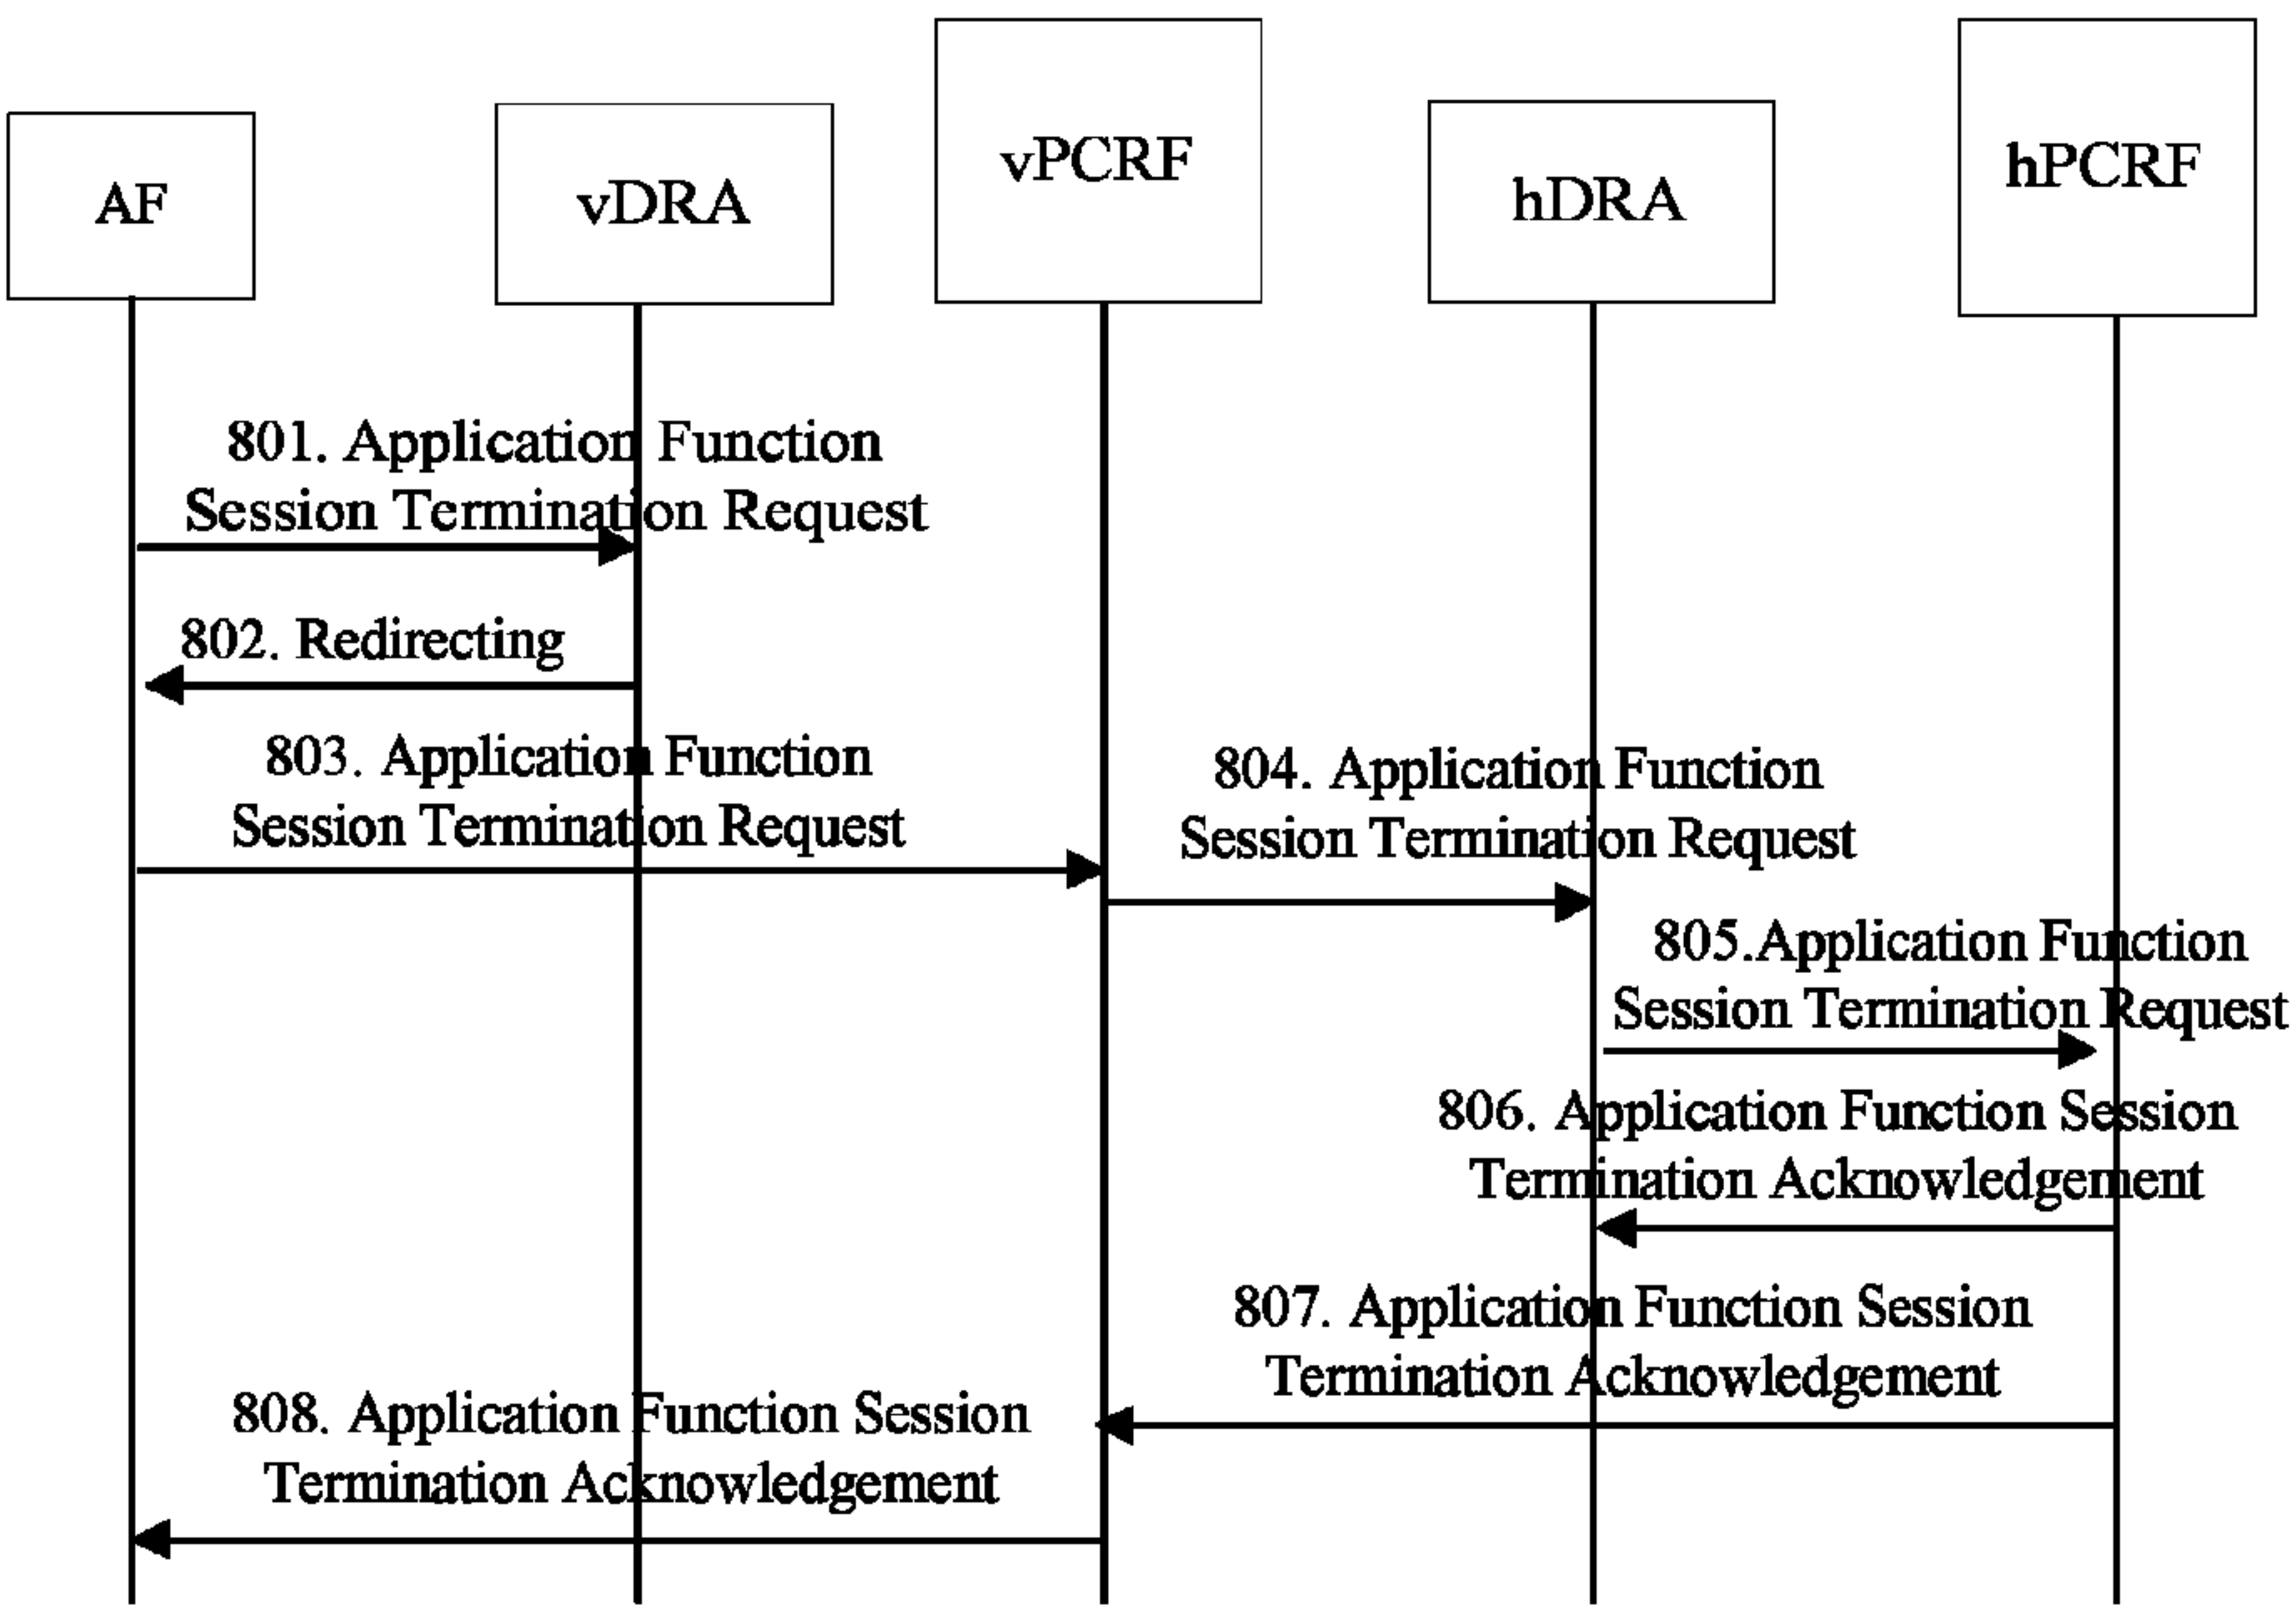 AF
vDRA
vPCRF
hDRA
hPCRF
801. Application Function
Session Termination Request
802. Redirecting
803. Application Function
Session Termination Request
804. Application Function
Session Termination Request
805.Application Function
Session Termination Request
806. Application Function Session
Termination Acknowledgement
807. Application Function Session
Termination Acknowledgement
808. Application Function Session
Termination Acknowledgement